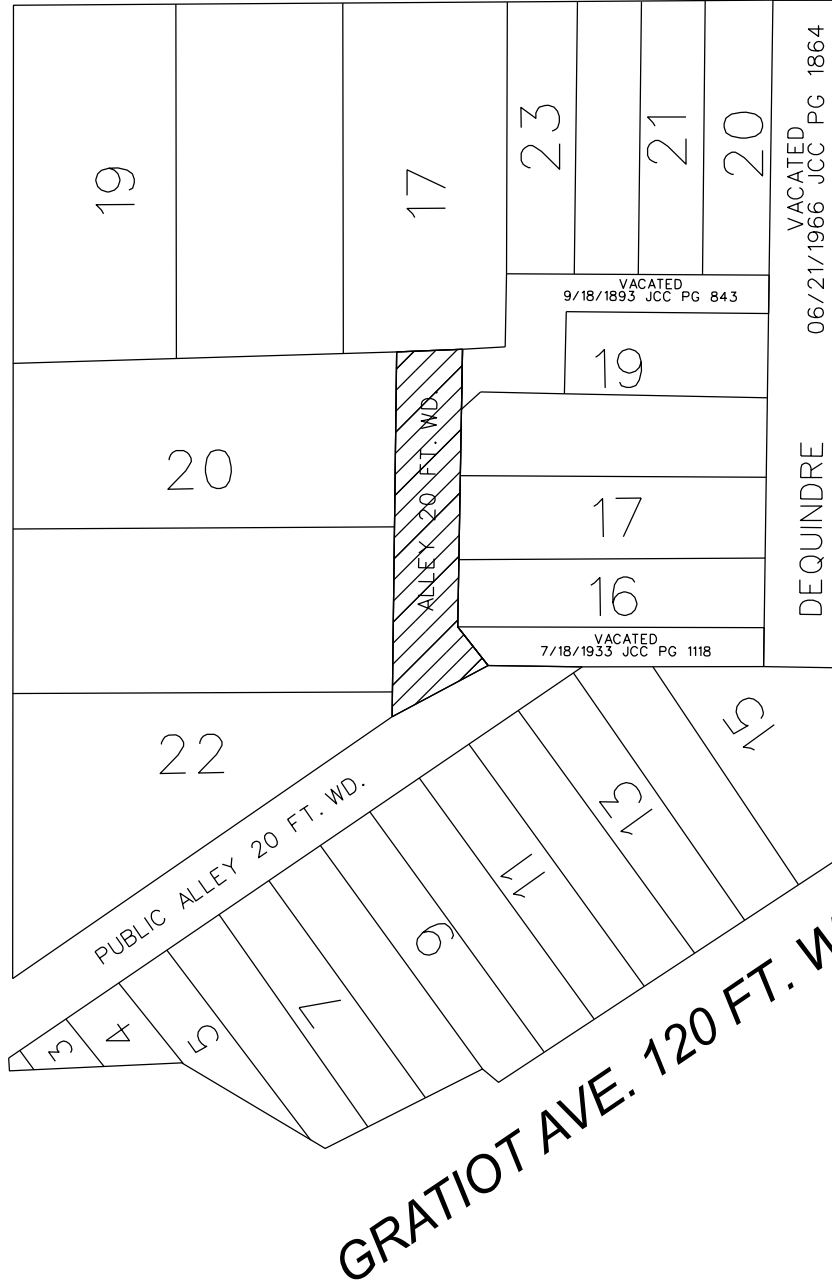 19
17
23
21
20
VACATED
06/21/1966 JCC PG 1864
VACATED
9/18/1893 JCC PG 843
19
20
ALLEY 20 FT. WD.
17
DEQUINDRE
16
VACATED
7/18/1933 JCC PG 1118
22
15
PUBLIC ALLEY 20 FT. WD.
13
11
9
7
5
4
3
GRATIOT AVE. 120 FT.